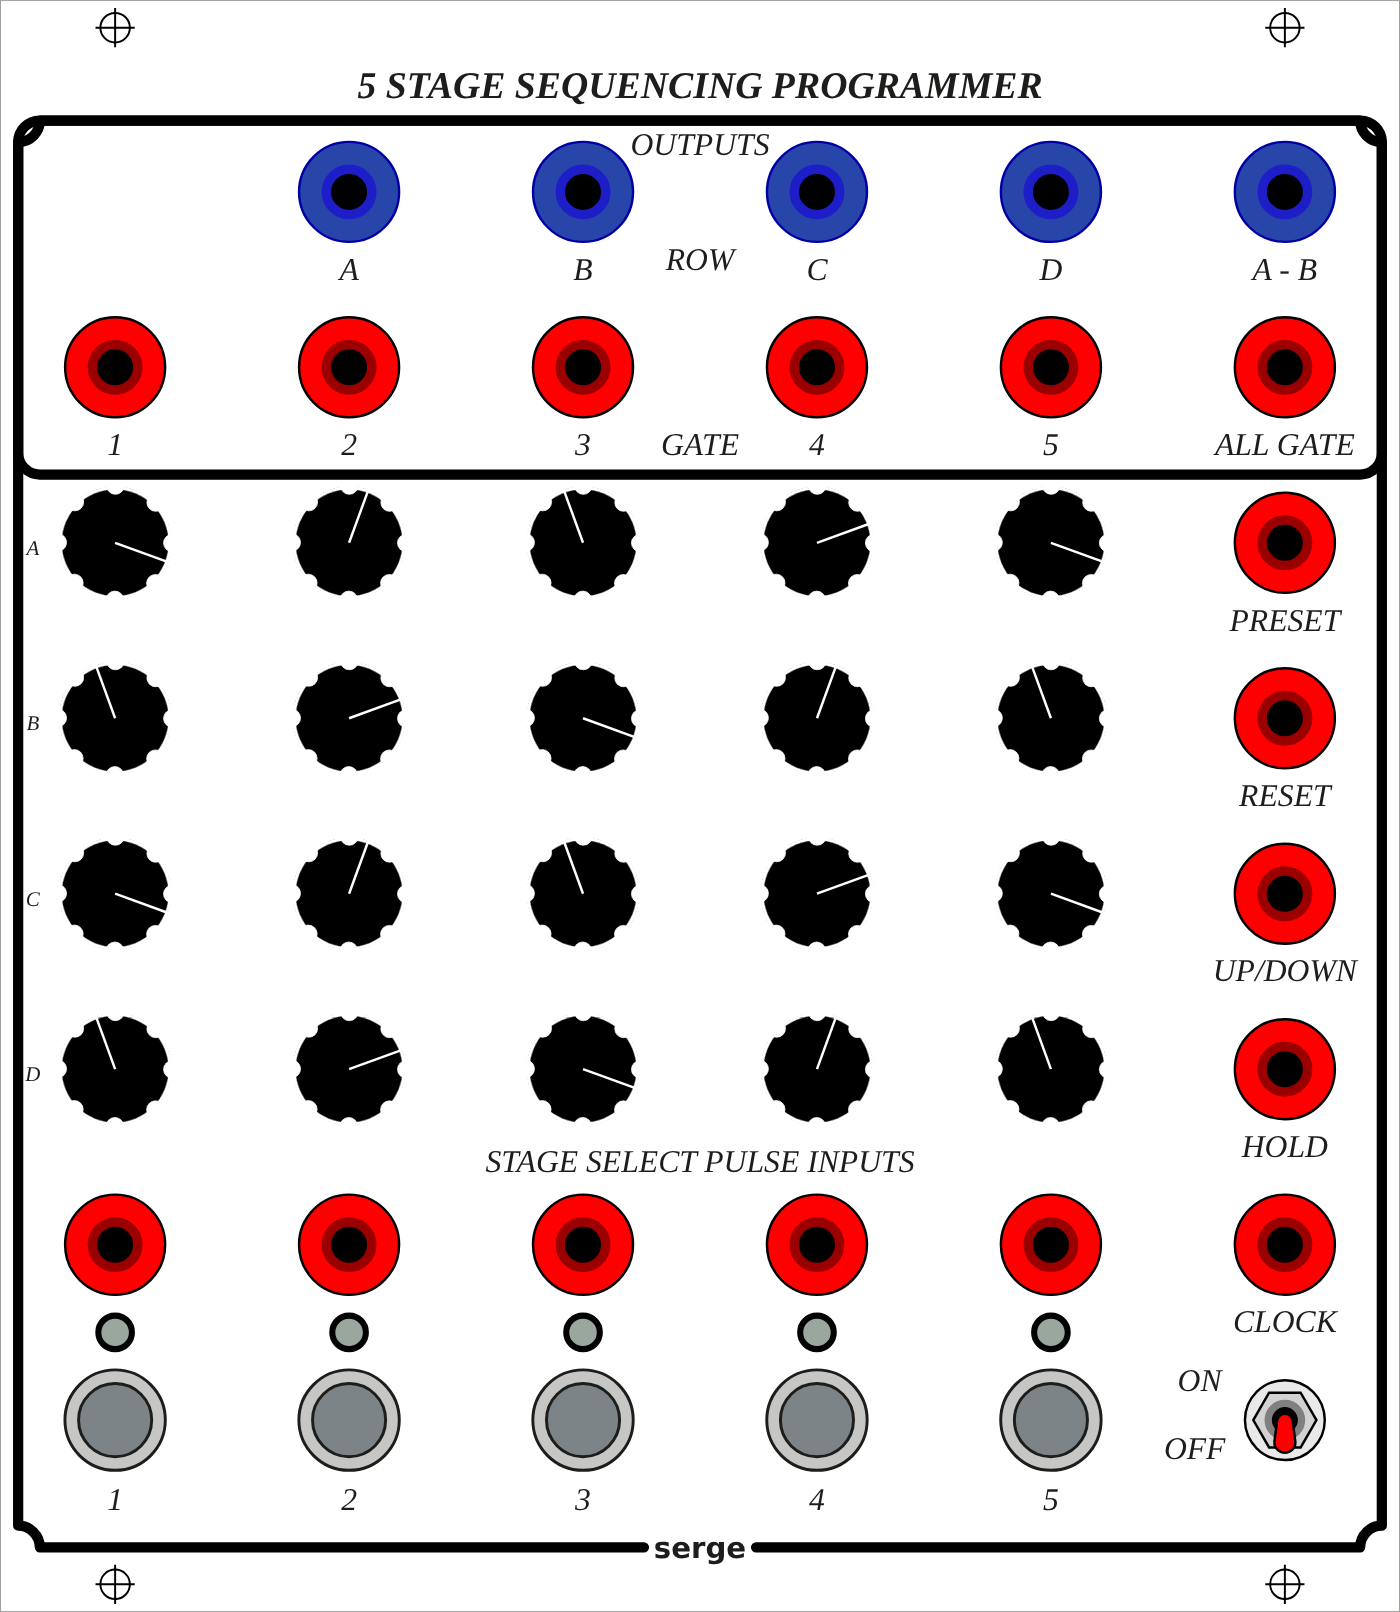 5 STAGE SEQUENCING PROGRAMMER
OUTPUTS
A B ROW C D A - B
1 2 3 GATE 4 5 ALL GATE
A
PRESET
B
RESET
C
UP/DOWN
D
HOLD
STAGE SELECT PULSE INPUTS
CLOCK
ON
OFF
1 2 3 4 5
serge